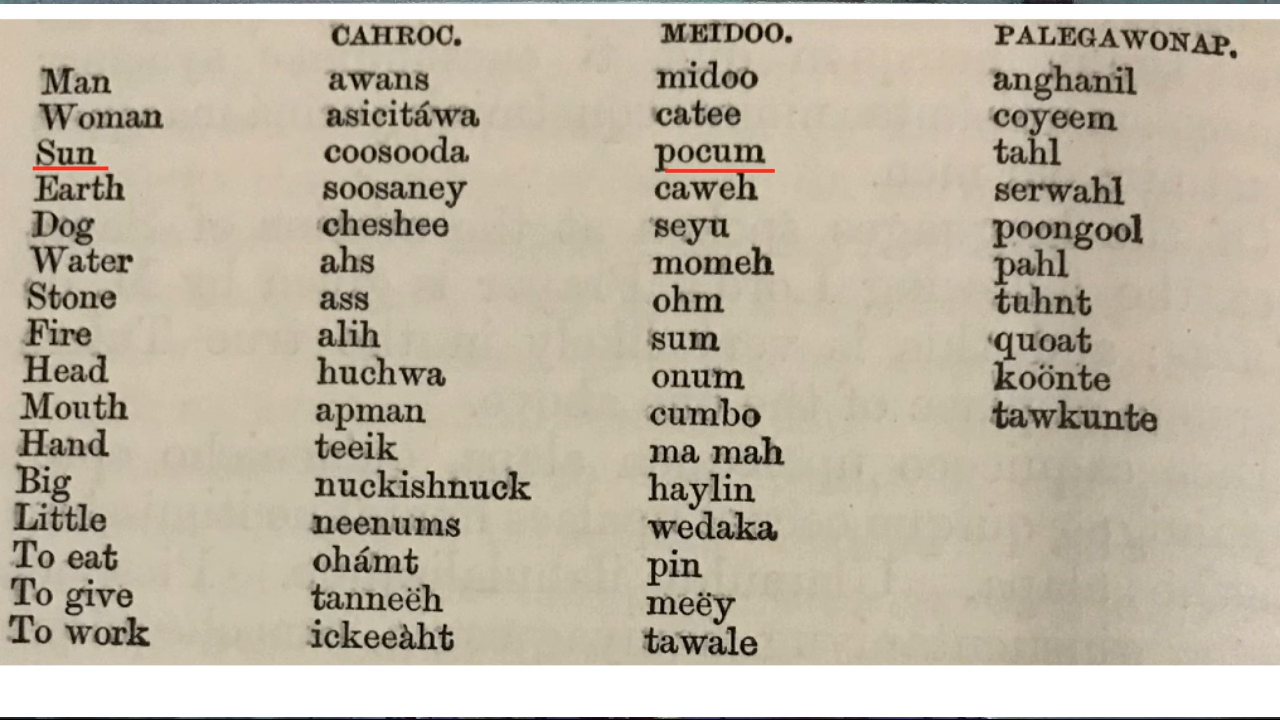 CAHROC. MEIDOO. PALEGAWONAP.
Man awans midoo anghanil
Woman asicitáwa catee coyeem
Sun coosooda pocum tahl
Earth soosaney caweh serwahl
Dog cheshee seyu poongool
Water ahs momeh pahl
Stone ass ohm tuhnt
Fire alih sum quoat
Head huchwa onum koönte
Mouth apman cumbo tawkunte
Hand teeik ma mah
Big nuckishnuck haylin
Little neenums wedaka
To eat ohámt pin
To give tanneëh meëy
To work ickeeàht tawale